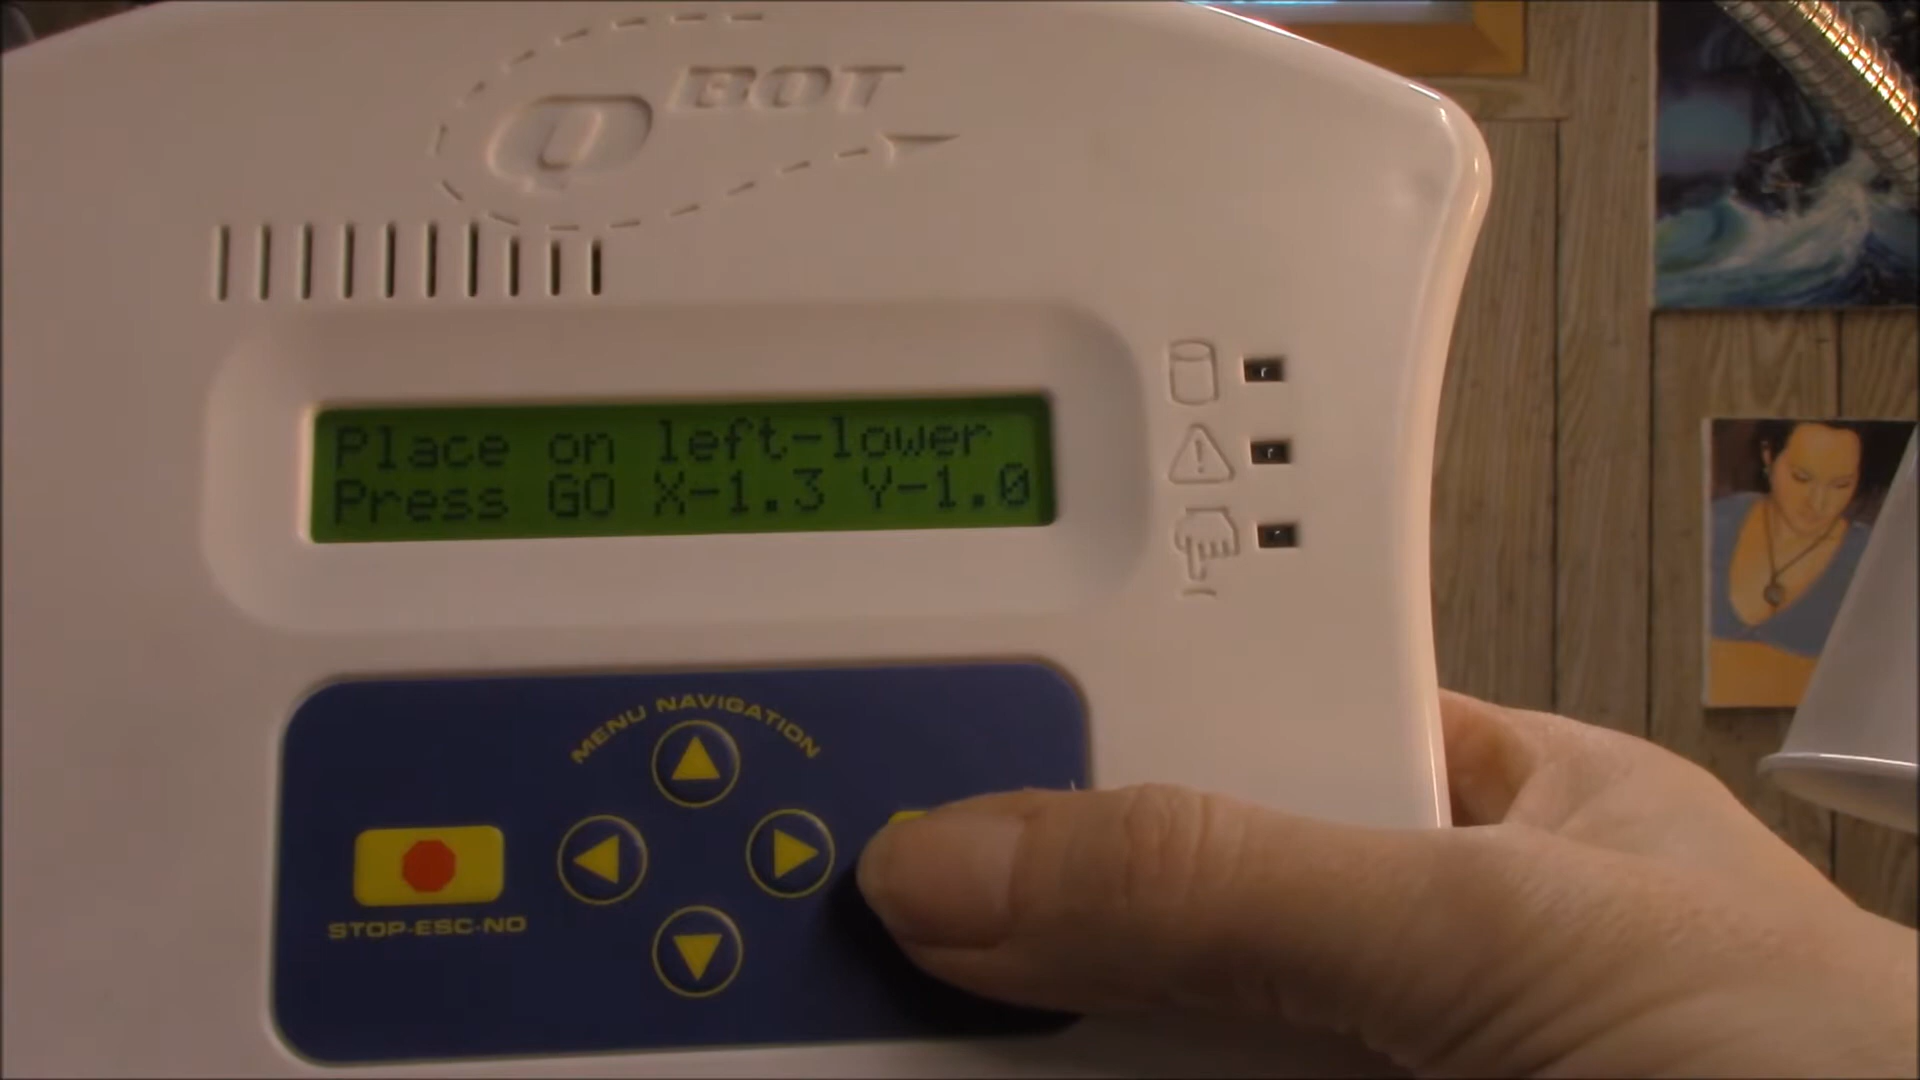 Q BOT
Place on left-lower
Press GO X-1.3 Y-1.0
MENU NAVIGATION
STOP-ESC-NO